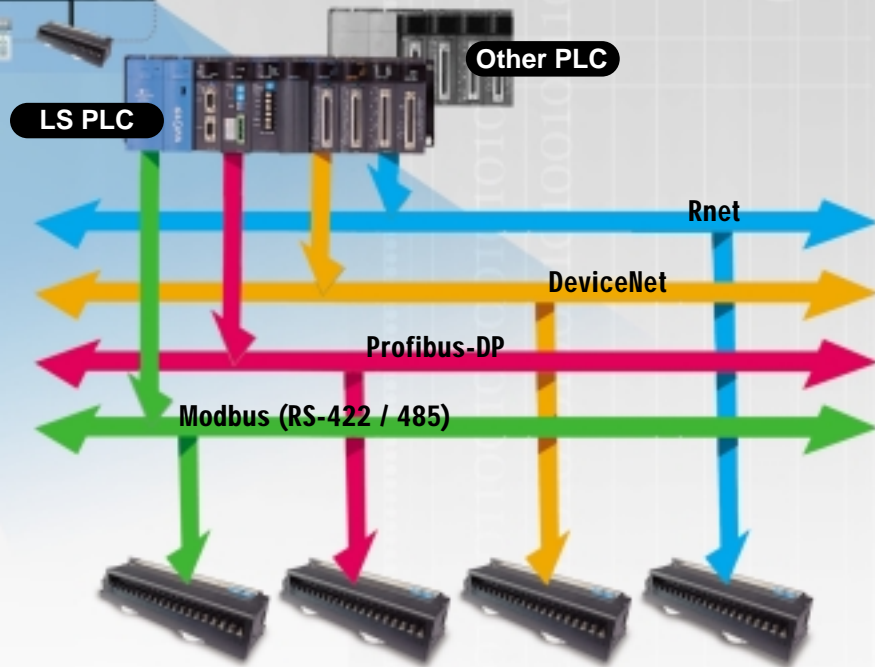 Other PLC
LS PLC
Rnet
DeviceNet
Profibus-DP
Modbus (RS-422 / 485)